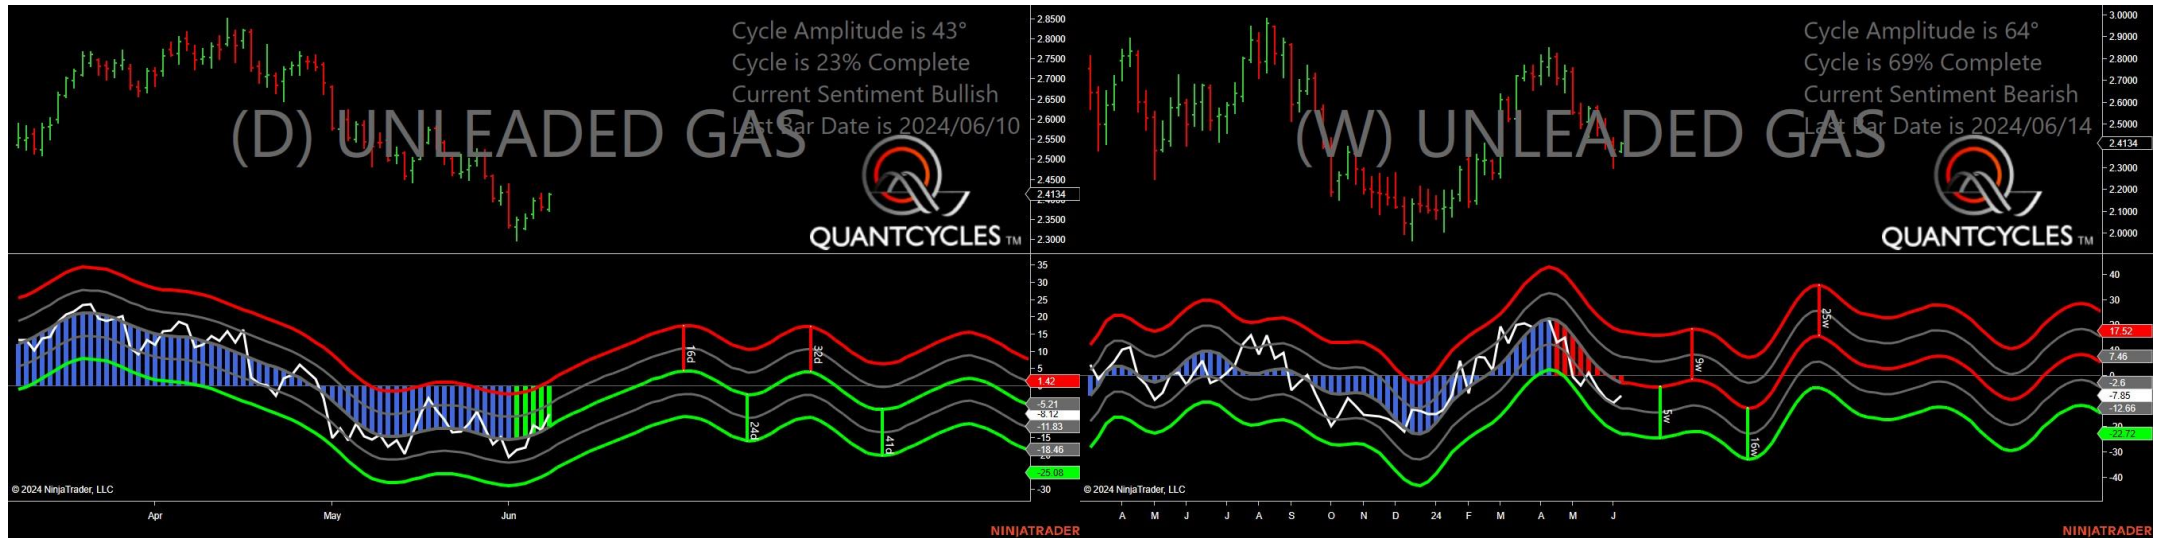 Cycle Amplitude is 43°
Cycle is 23% Complete
Current Sentiment Bullish
Last Bar Date is 2024/06/10
(D) UNLEADED GAS
QUANTCYCLES TM
2.8500
2.8000
2.7500
2.7000
2.6500
2.6000
2.5500
2.5000
2.4500
2.4134
2.3500
2.3000
35
30
25
20
15
10
5
1.42
-5.21
-8.12
-11.83
-15
-18.46
-25.08
-30
16d
32d
24d
41d
© 2024 NinjaTrader, LLC
Apr
May
Jun
NINJATRADER
Cycle Amplitude is 64°
Cycle is 69% Complete
Current Sentiment Bearish
Last Bar Date is 2024/06/14
(W) UNLEADED GAS
QUANTCYCLES TM
3.0000
2.9000
2.8000
2.7000
2.6000
2.5000
2.4134
2.3000
2.2000
2.1000
2.0000
40
30
17.52
7.46
-2.6
-7.85
-12.66
-22.72
-30
-40
9w
25w
5w
16w
© 2024 NinjaTrader, LLC
A
M
J
J
A
S
O
N
D
24
F
M
A
M
J
NINJATRADER